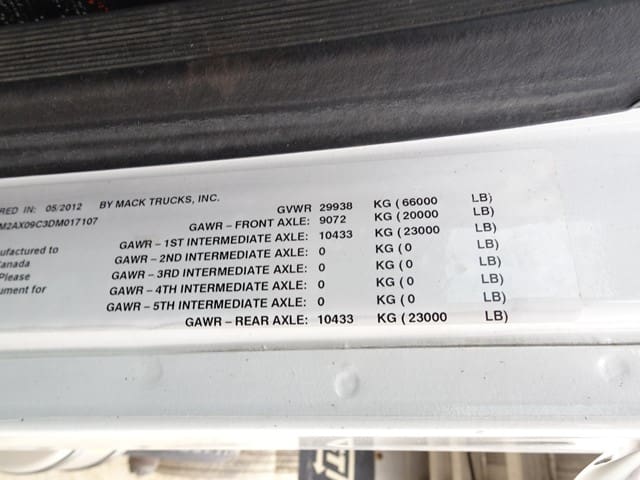 RED IN: 05/2012 BY MACK TRUCKS, INC.
M2AX09C3DM017107
GVWR 29938 KG ( 66000 LB)
GAWR – FRONT AXLE: 9072 KG ( 20000 LB)
GAWR – 1ST INTERMEDIATE AXLE: 10433 KG ( 23000 LB)
GAWR – 2ND INTERMEDIATE AXLE: 0 KG ( 0 LB)
GAWR – 3RD INTERMEDIATE AXLE: 0 KG ( 0 LB)
GAWR – 4TH INTERMEDIATE AXLE: 0 KG ( 0 LB)
GAWR – 5TH INTERMEDIATE AXLE: 0 KG ( 0 LB)
GAWR – REAR AXLE: 10433 KG ( 23000 LB)
ufactured to
Canada
Please
ument for